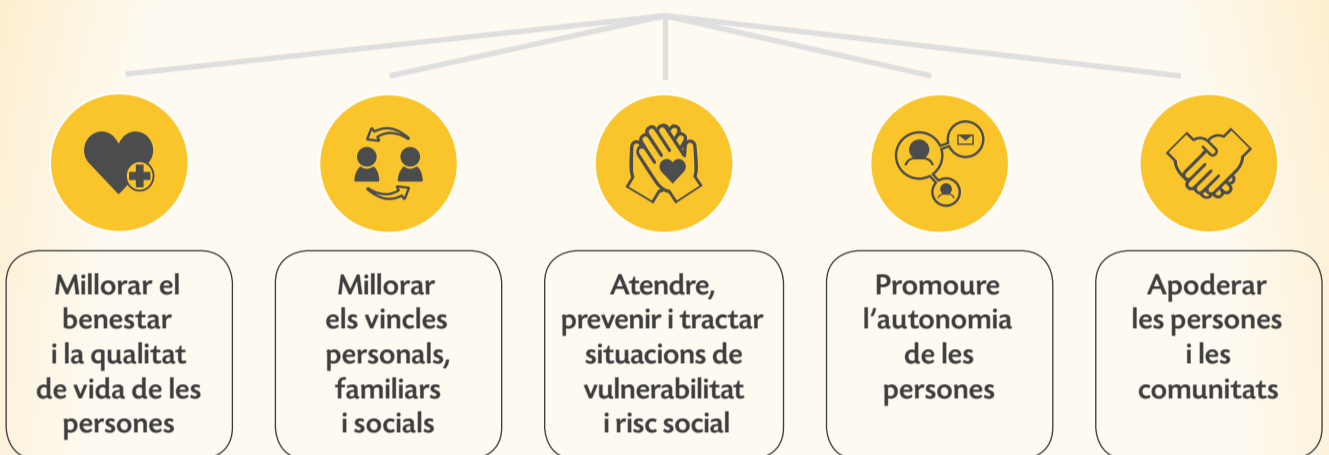 Millorar el
benestar
i la qualitat
de vida de les
persones
Millorar
els vincles
personals,
familiars
i socials
Atendre,
prevenir i tractar
situacions de
vulnerabilitat
i risc social
Promoure
l'autonomia
de les
persones
Apoderar
les persones
i les
comunitats